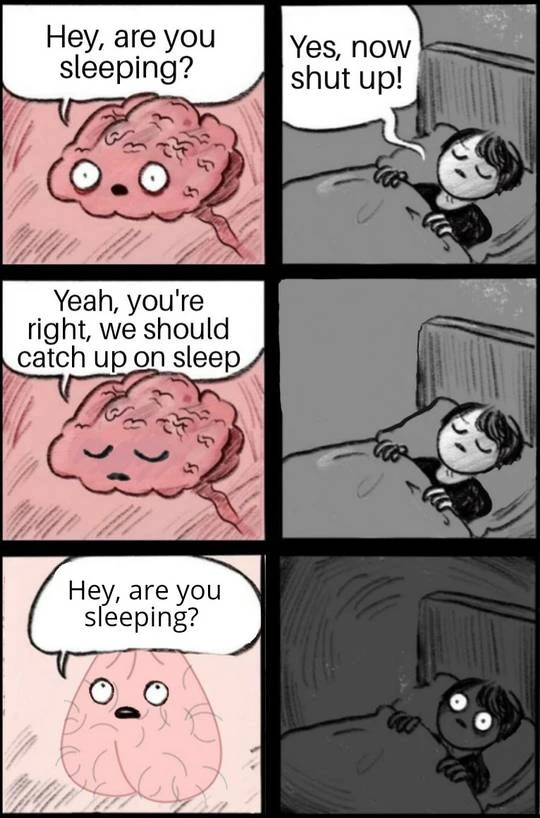 Hey, are you
sleeping?
Yes, now
shut up!
Yeah, you're
right, we should
catch up on sleep
Hey, are you
sleeping?